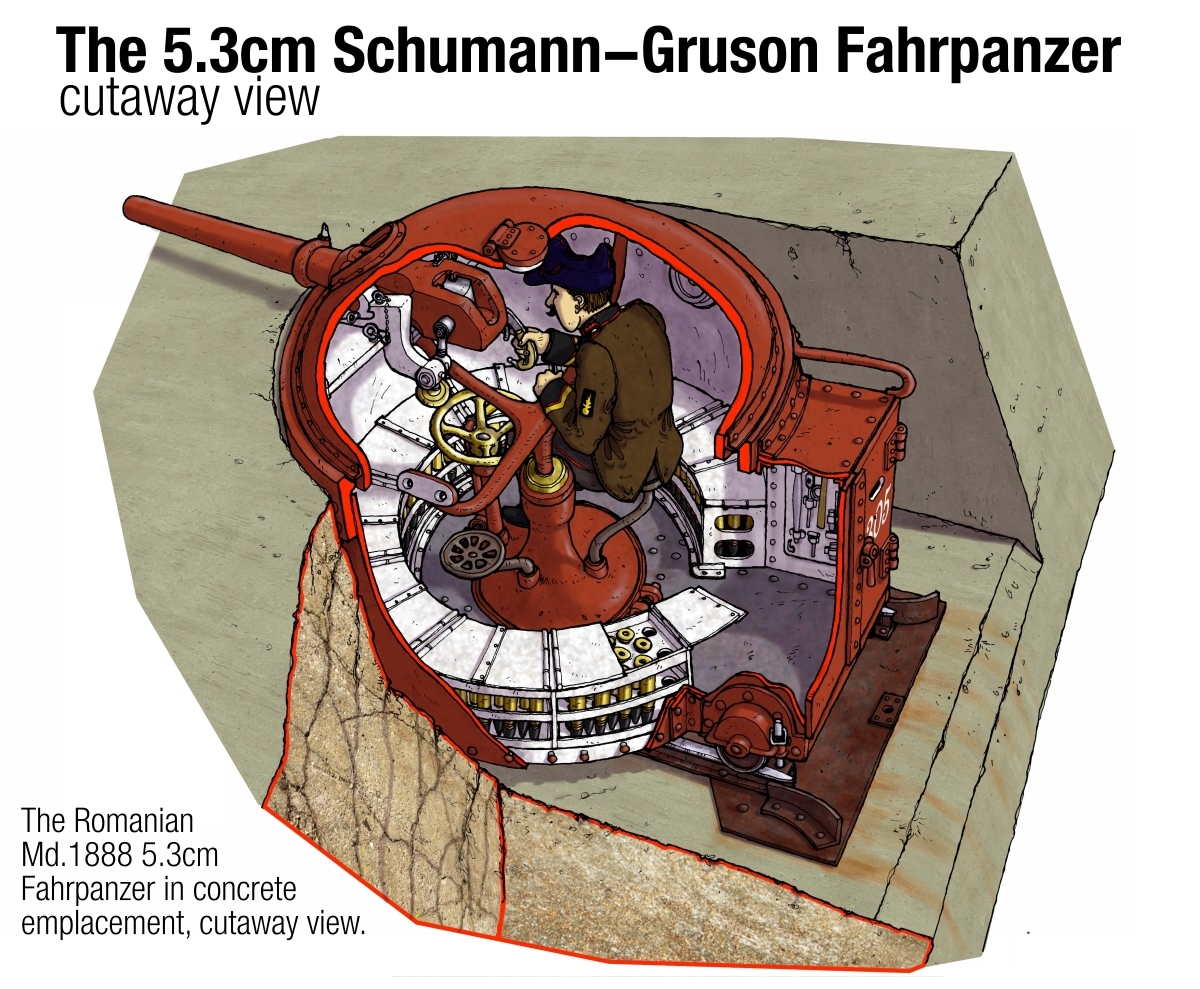 The 5.3cm Schumann–Gruson Fahrpanzer
cutaway view
305
The Romanian
Md.1888 5.3cm
Fahrpanzer in concrete
emplacement, cutaway view.